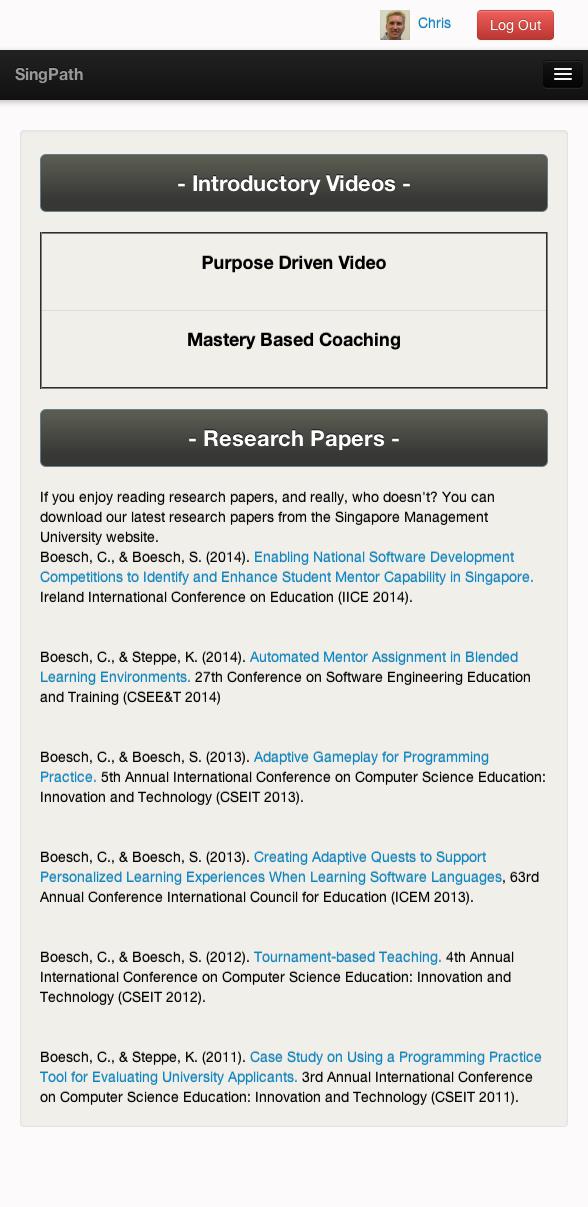 Chris
Log Out
SingPath
- Introductory Videos -
Purpose Driven Video
Mastery Based Coaching
- Research Papers -
If you enjoy reading research papers, and really, who doesn't? You can
download our latest research papers from the Singapore Management
University website.
Boesch, C., & Boesch, S. (2014). Enabling National Software Development
Competitions to Identify and Enhance Student Mentor Capability in Singapore.
Ireland International Conference on Education (IICE 2014).
Boesch, C., & Steppe, K. (2014). Automated Mentor Assignment in Blended
Learning Environments. 27th Conference on Software Engineering Education
and Training (CSEE&T 2014)
Boesch, C., & Boesch, S. (2013). Adaptive Gameplay for Programming
Practice. 5th Annual International Conference on Computer Science Education:
Innovation and Technology (CSEIT 2013).
Boesch, C., & Boesch, S. (2013). Creating Adaptive Quests to Support
Personalized Learning Experiences When Learning Software Languages, 63rd
Annual Conference International Council for Education (ICEM 2013).
Boesch, C., & Boesch, S. (2012). Tournament-based Teaching. 4th Annual
International Conference on Computer Science Education: Innovation and
Technology (CSEIT 2012).
Boesch, C., & Steppe, K. (2011). Case Study on Using a Programming Practice
Tool for Evaluating University Applicants. 3rd Annual International Conference
on Computer Science Education: Innovation and Technology (CSEIT 2011).